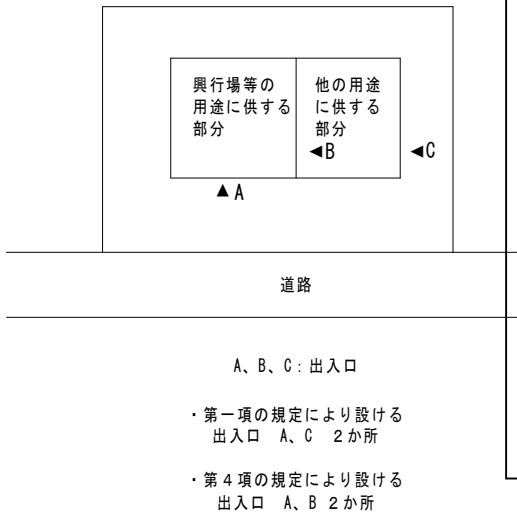 興行場等の
用途に供する
部分
他の用途
に供する
部分
◄B
◄C
▲ A
道路
A、B、C：出入口
・第一項の規定により設ける
出入口　A、C　２か所
・第４項の規定により設ける
出入口　A、B ２か所